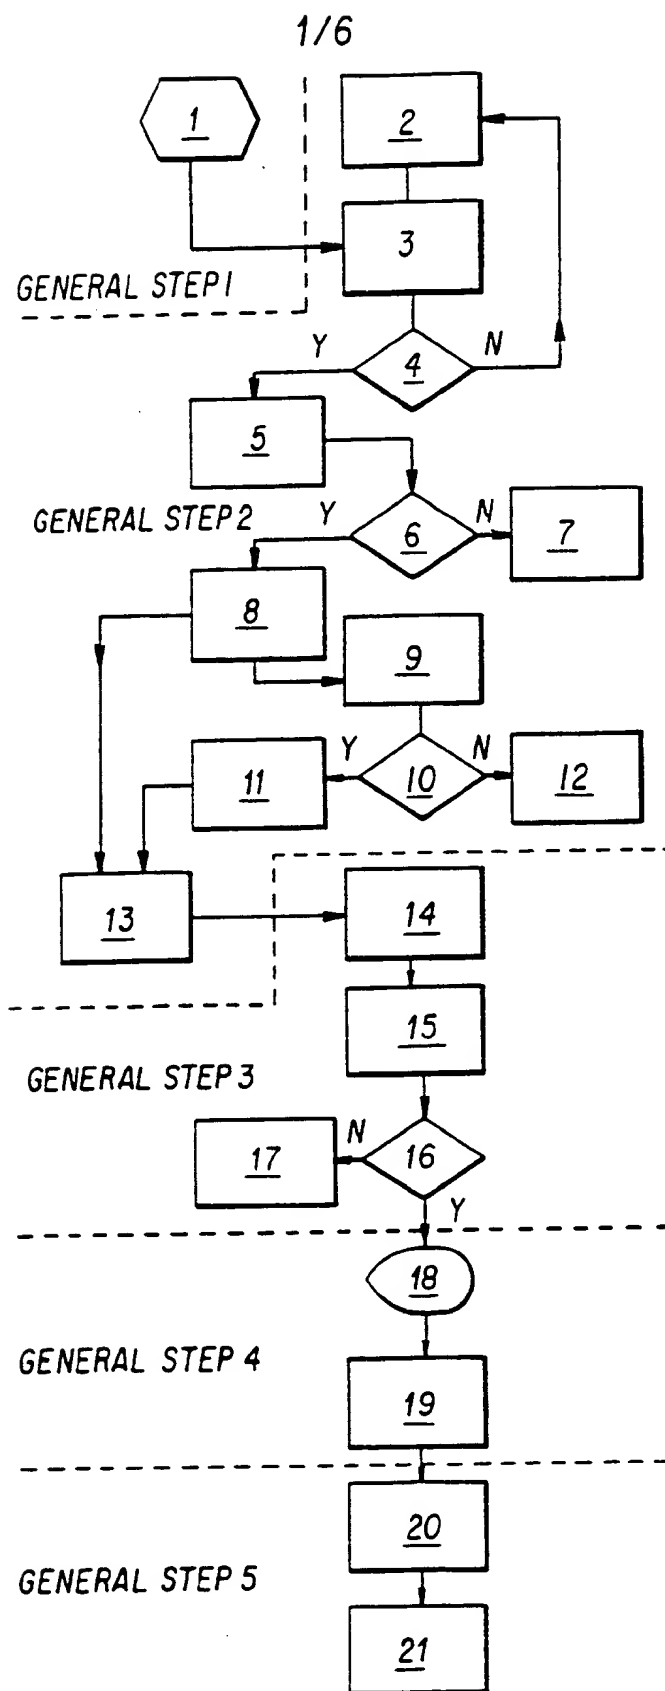 1/6
1
2
3
GENERAL STEP 1
Y
4
N
5
GENERAL STEP 2
Y
6
N
7
8
9
Y
N
11
10
12
13
14
15
GENERAL STEP 3
N
17
16
Y
18
GENERAL STEP 4
19
20
GENERAL STEP 5
21